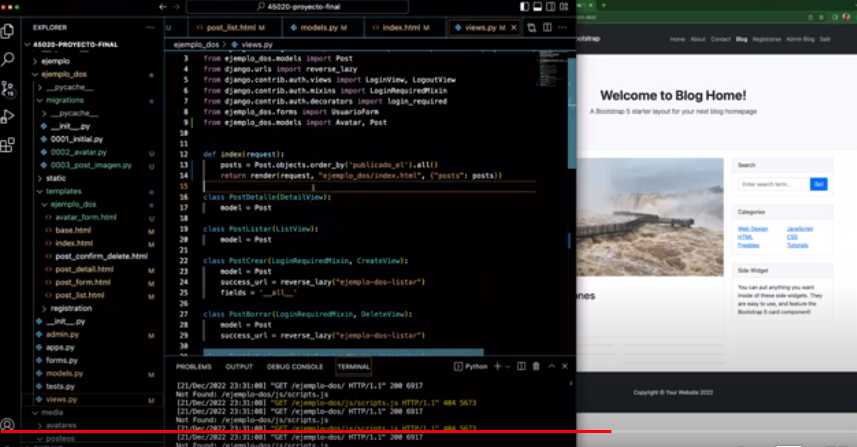 45020-proyecto-final
EXPLORER
post_list.html M
models.py M
index.html M
views.py M
45020-PROYECTO-FINAL
ejemplo
ejemplo_dos
__pycache__
migrations
__pycache__
__init__.py
0001_initial.py
0002_avatar.py U
0003_post_imagen.py U
static
templates
ejemplo_dos
avatar_form.html U
base.html M
index.html M
post_confirm_delete.html M
post_detail.html M
post_form.html M
post_list.html M
registration
__init__.py
admin.py M
apps.py
forms.py
models.py M
tests.py
views.py M
media
avatares
posteos
ejemplo_dos > views.py
3 from ejemplo_dos.models import Post
4 from django.urls import reverse_lazy
5 from django.contrib.auth.views import LoginView, LogoutView
6 from django.contrib.auth.mixins import LoginRequiredMixin
7 from django.contrib.auth.decorators import login_required
8 from ejemplo_dos.forms import UsuarioForm
9 from ejemplo_dos.models import Avatar, Post
10
11
12 def index(request):
13 posts = Post.objects.order_by('publicado_el').all()
14 return render(request, "ejemplo_dos/index.html", {"posts": posts})
15
16 class PostDetalle(DetailView):
17 model = Post
18
19 class PostListar(ListView):
20 model = Post
21
22 class PostCrear(LoginRequiredMixin, CreateView):
23 model = Post
24 success_url = reverse_lazy("ejemplo-dos-listar")
25 fields = '__all__'
26
27 class PostBorrar(LoginRequiredMixin, DeleteView):
28 model = Post
29 success_url = reverse_lazy("ejemplo-dos-listar")
30
PROBLEMS OUTPUT DEBUG CONSOLE TERMINAL
Python
[21/Dec/2022 23:31:08] "GET /ejemplo-dos/ HTTP/1.1" 200 6917
Not Found: /ejemplo-dos/js/scripts.js
[21/Dec/2022 23:31:08] "GET /ejemplo-dos/js/scripts.js HTTP/1.1" 404 5673
[21/Dec/2022 23:31:08] "GET /ejemplo-dos/ HTTP/1.1" 200 6917
Not Found: /ejemplo-dos/js/scripts.js
[21/Dec/2022 23:31:08] "GET /ejemplo-dos/js/scripts.js HTTP/1.1" 404 5673
[21/Dec/2022 23:31:08] "GET /ejemplo-dos/ HTTP/1.1" 200 6917
Home About Contact Blog Registrarse Admin Blog Salir
Welcome to Blog Home!
A Bootstrap 5 starter layout for your next blog homepage
Search
Enter search term... Go!
Categories
Web Design JavaScript
HTML CSS
Freebies Tutorials
Side Widget
You can put anything you want
inside of these side widgets. They
are easy to use, and feature the
Bootstrap 5 card component!
Copyright © Your Website 2022